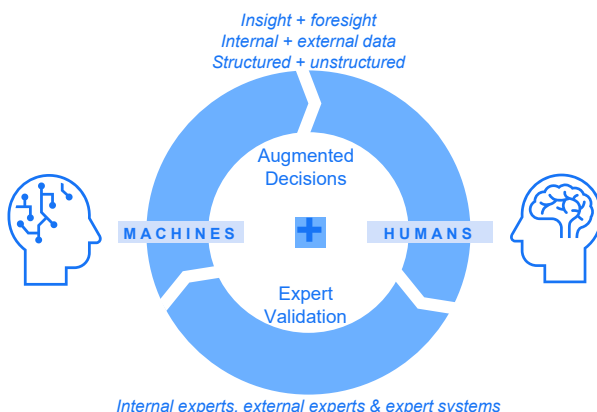 Insight + foresight
Internal + external data
Structured + unstructured
Augmented
Decisions
MACHINES
+
HUMANS
Expert
Validation
Internal experts, external experts & expert systems